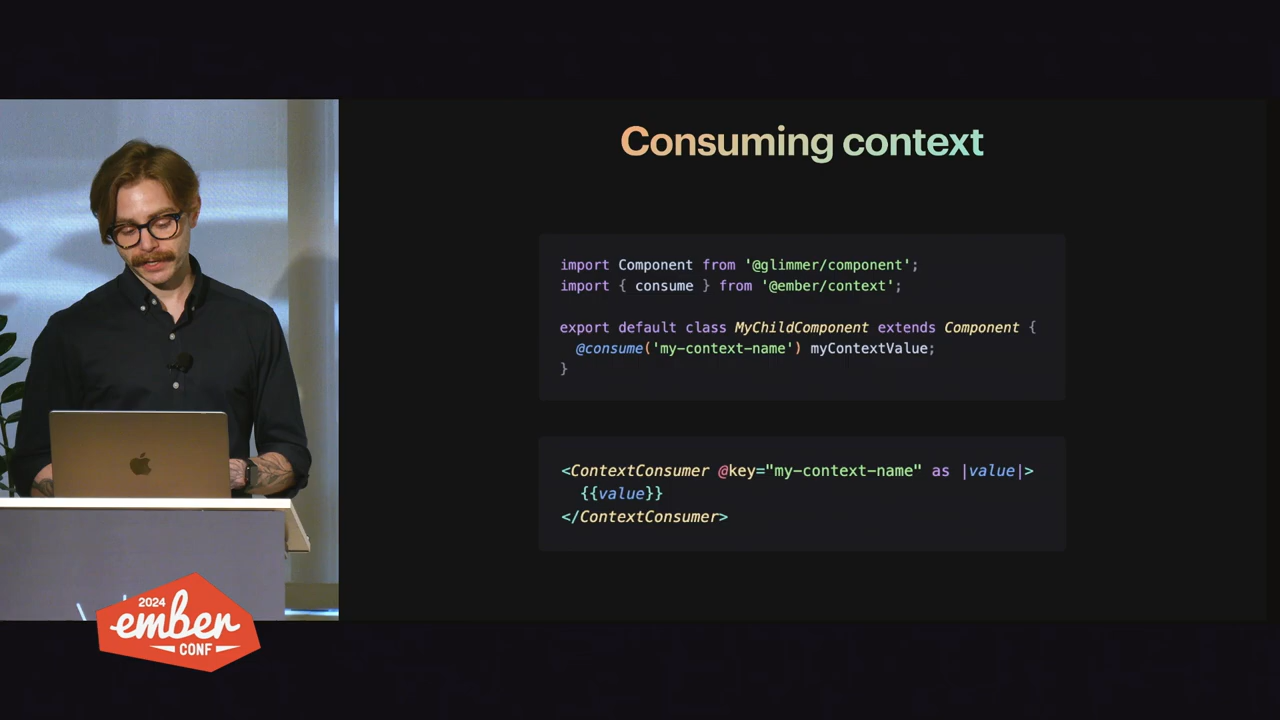 Consuming context
import Component from '@glimmer/component';
import { consume } from '@ember/context';
export default class MyChildComponent extends Component {
@consume('my-context-name') myContextValue;
}
<ContextConsumer @key="my-context-name" as |value|>
{{value}}
</ContextConsumer>
2024
ember
CONF